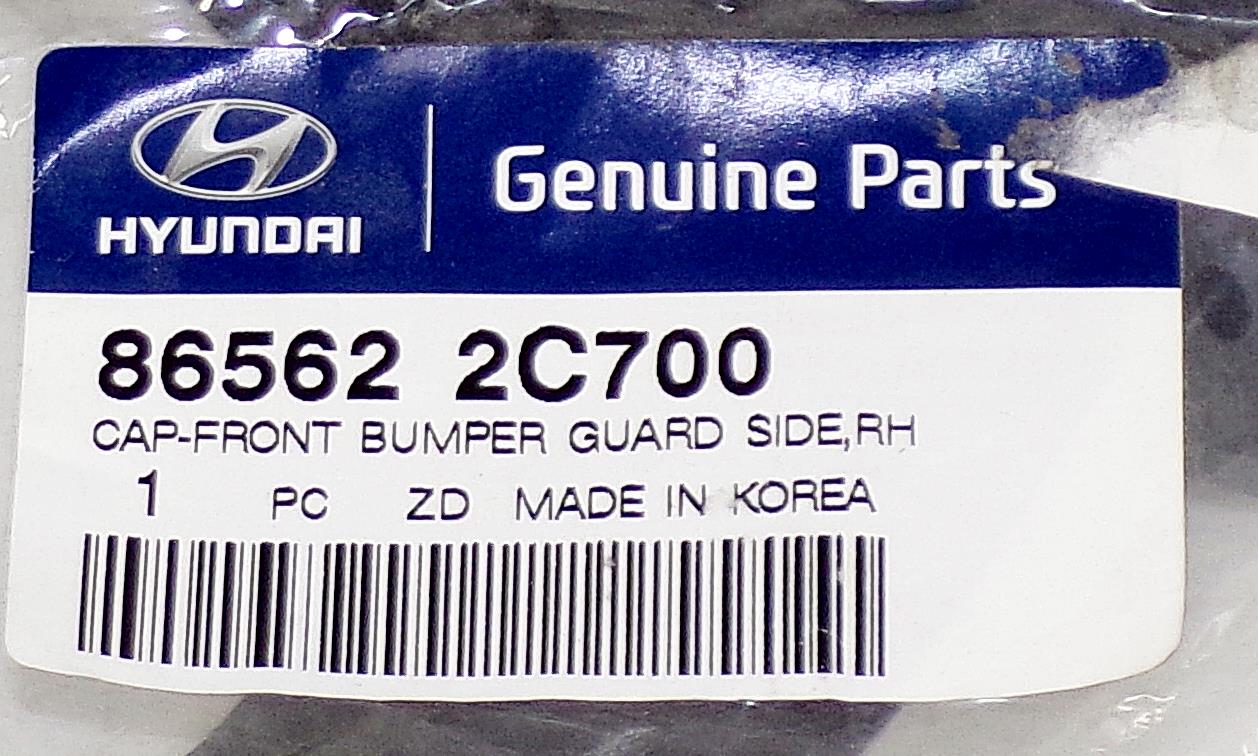 HYUNDAI
Genuine Parts
86562 2C700
CAP-FRONT BUMPER GUARD SIDE,RH
1 PC ZD MADE IN KOREA